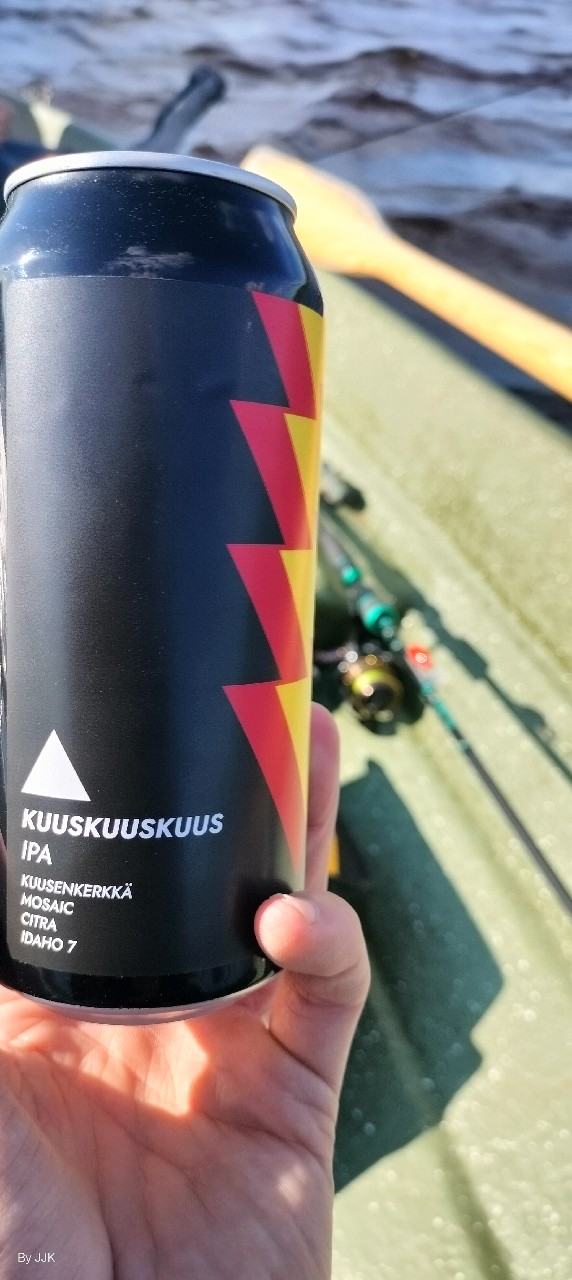 KUUSKUUSKUUS
IPA
KUUSENKERKKÄ
MOSAIC
CITRA
IDAHO 7
By JJK